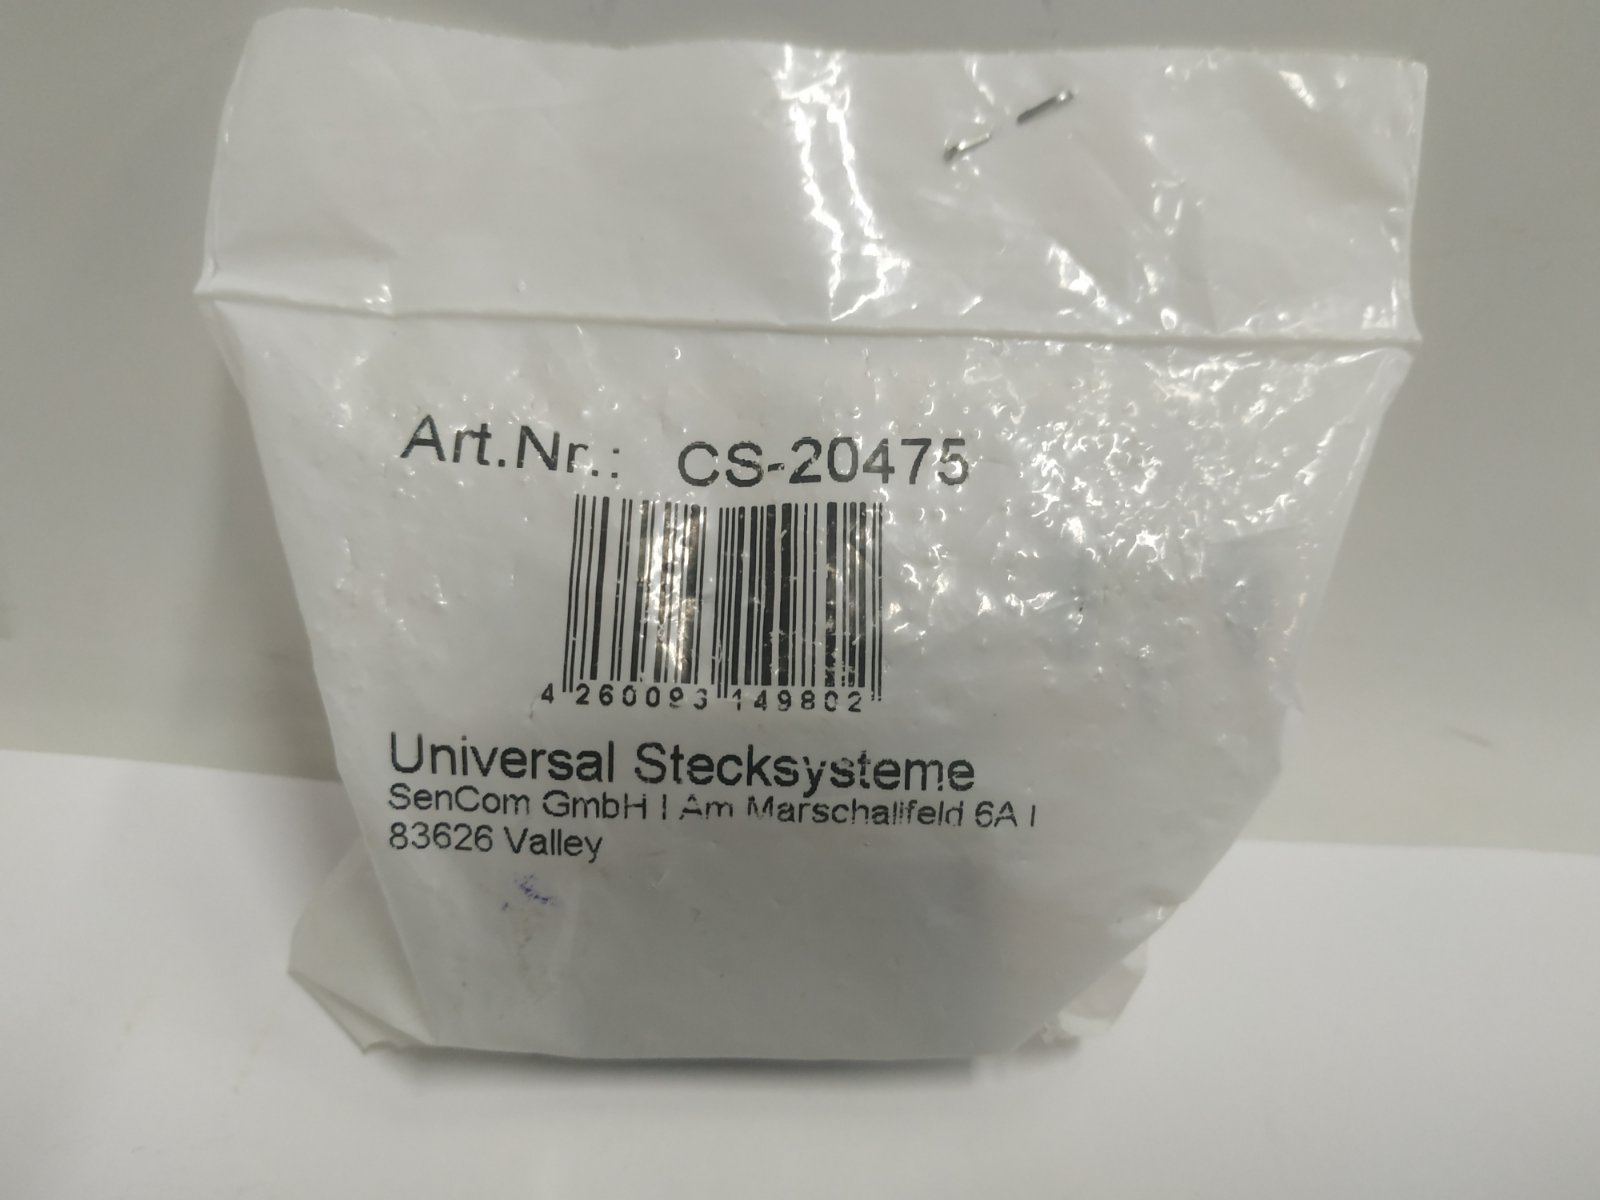 Art.Nr.: CS-20475
4 260093 149802
Universal Stecksysteme
SenCom GmbH | Am Marschallfeld 6A |
83626 Valley